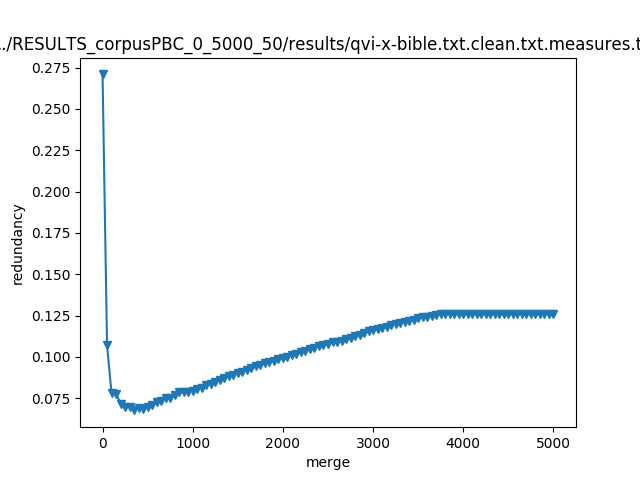 ../RESULTS_corpusPBC_0_5000_50/results/qvi-x-bible.txt.clean.txt.measures.t
0.275
0.250
0.225
0.200
0.175
0.150
0.125
0.100
0.075
redundancy
0 1000 2000 3000 4000 5000
merge